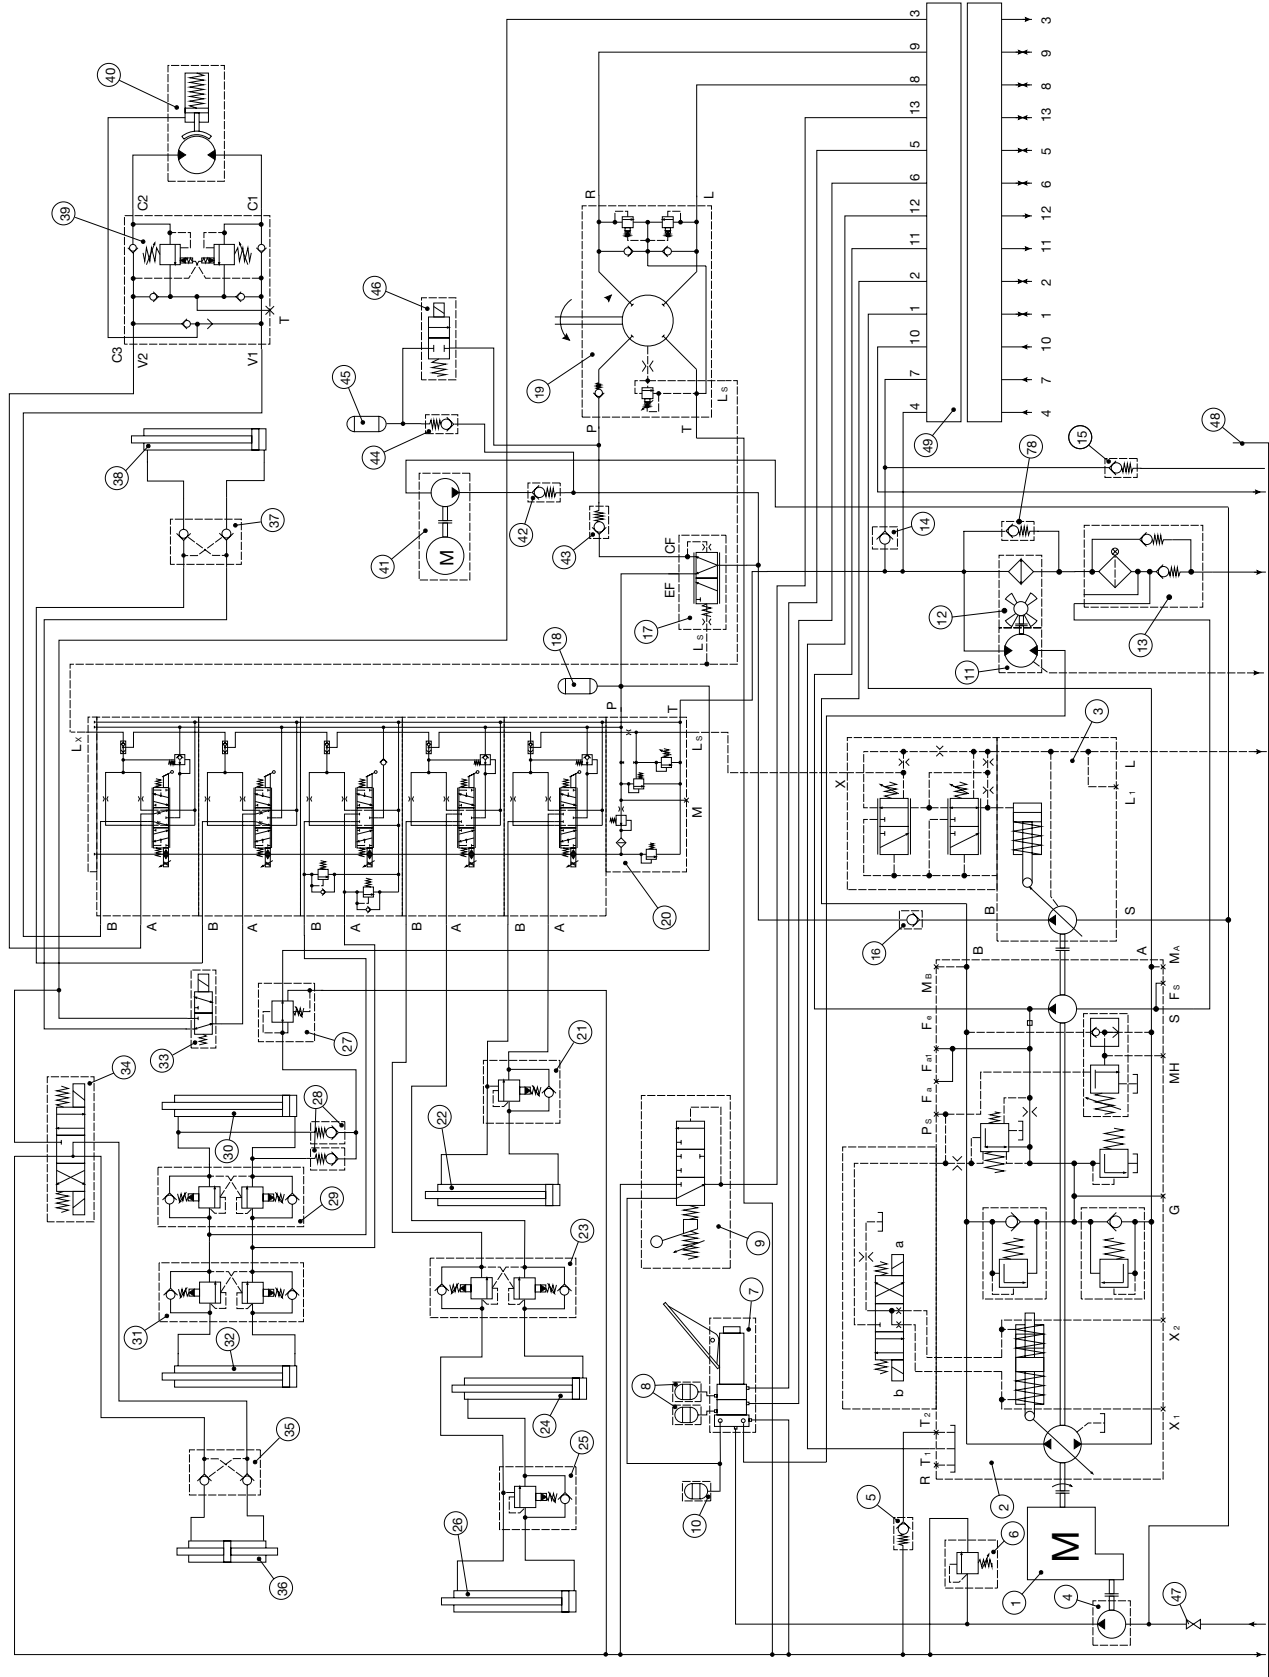 3
9
8
13
5
6
12
11
2
1
10
7
4
3
9
8
13
5
6
12
11
2
1
10
7
4
49
48
40
39
C2
C1
C3
V2
V1
T
38
37
46
45
44
R
L
19
P
T
LS
M
41
42
43
CF
EF
17
LS
18
14
15
78
12
11
13
LX
P
T
LS
M
20
B
A
B
A
B
A
B
A
B
A
X
3
L
L1
B
S
16
33
34
27
28
30
29
31
32
35
36
21
22
23
24
25
26
9
7
8
10
B
A
MB
MA
Fe
Fa1
Fa
PS
FS
S
MH
G
X2
X1
a
b
T2
T1
R
2
5
6
M
1
4
47